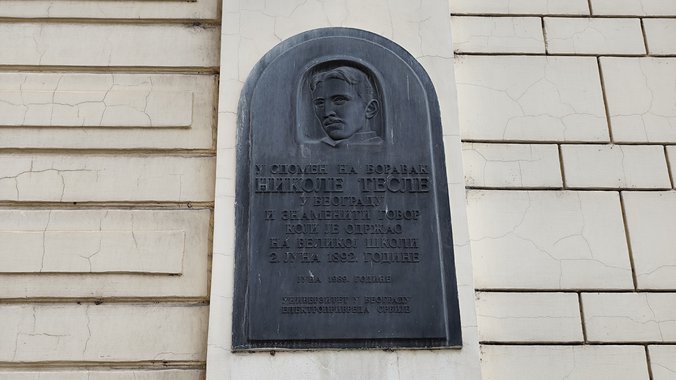 У СПОМЕН НА БОРАВАК
НИКОЛЕ ТЕСЛЕ
У БЕОГРАДУ
И ЗНАМЕНИТИ ГОВОР
КОЈИ ЈЕ ОДРЖАО
НА ВЕЛИКОЈ ШКОЛИ
2. ЈУНА 1892. ГОДИНЕ
ЈУНА 1989. ГОДИНЕ
УНИВЕРЗИТЕТ У БЕОГРАДУ
ЕЛЕКТРОПРИВРЕДА СРБИЈЕ